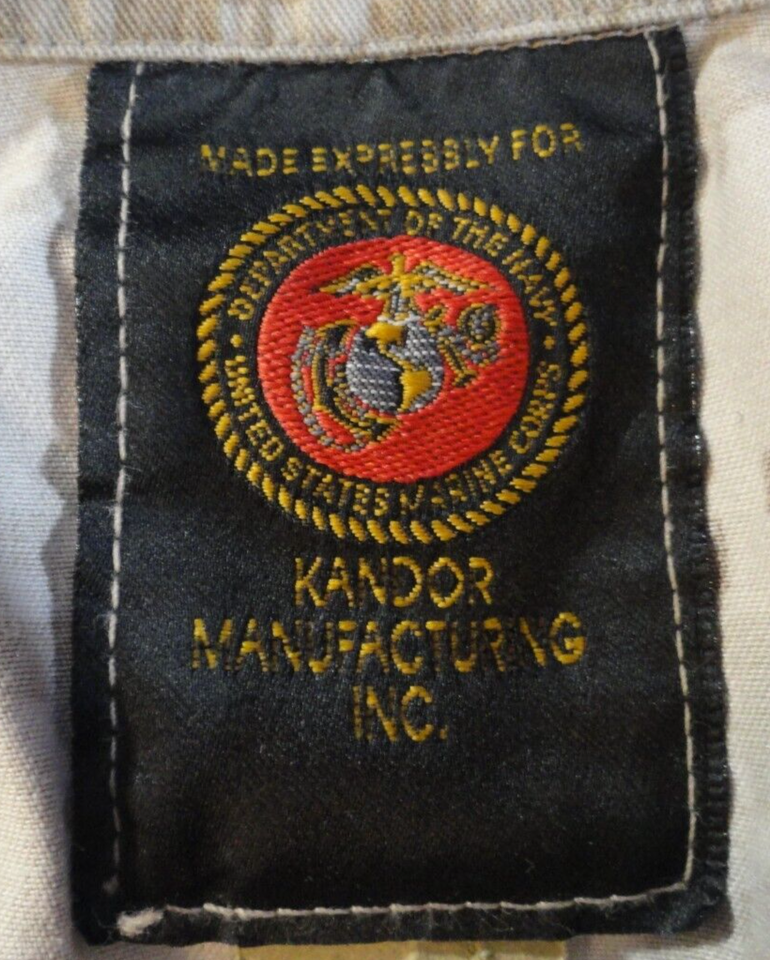 MADE EXPRESSLY FOR
DEPARTMENT OF THE NAVY
UNITED STATES MARINE CORPS
KANDOR
MANUFACTURING
INC.